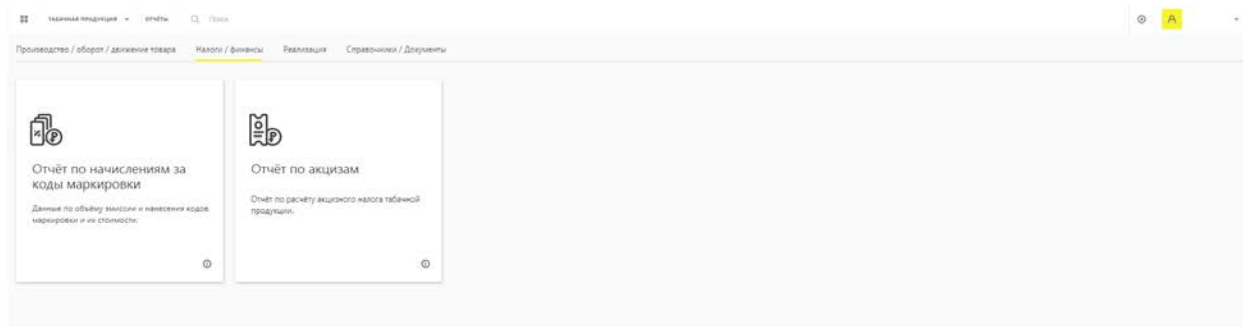 ТАБАЧНАЯ ПРОДУКЦИЯ ОТЧЁТЫ Поиск
Производство / оборот / движение товара Налоги / финансы Реализация Справочники / Документы
Отчёт по начислениям за
коды маркировки
Данные по объёму эмиссии и нанесения кодов
маркировки и их стоимости.
Отчёт по акцизам
Отчёт по расчёту акцизного налога табачной
продукции.